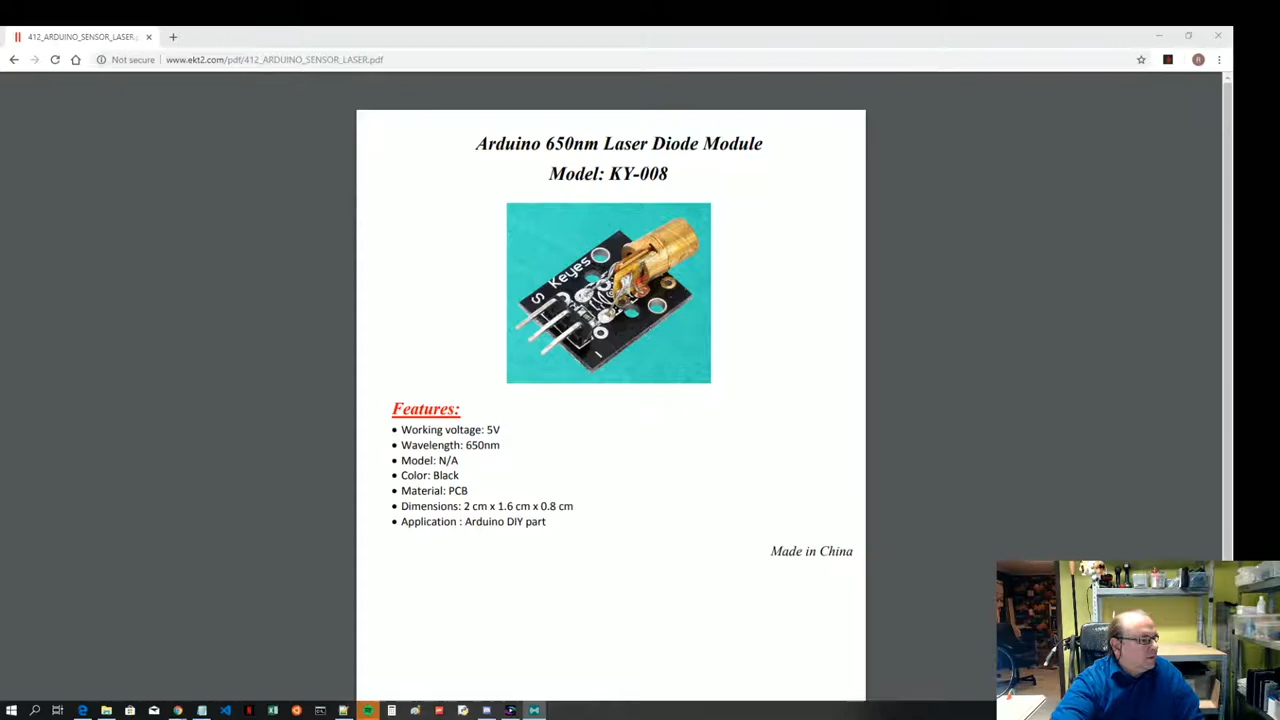 412_ARDUINO_SENSOR_LASER.
Not secure
www.ekt2.com/pdf/412_ARDUINO_SENSOR_LASER.pdf
R
Arduino 650nm Laser Diode Module
Model: KY-008
S
Keyes
Features:
• Working voltage: 5V
• Wavelength: 650nm
• Model: N/A
• Color: Black
• Material: PCB
• Dimensions: 2 cm x 1.6 cm x 0.8 cm
• Application : Arduino DIY part
Made in China